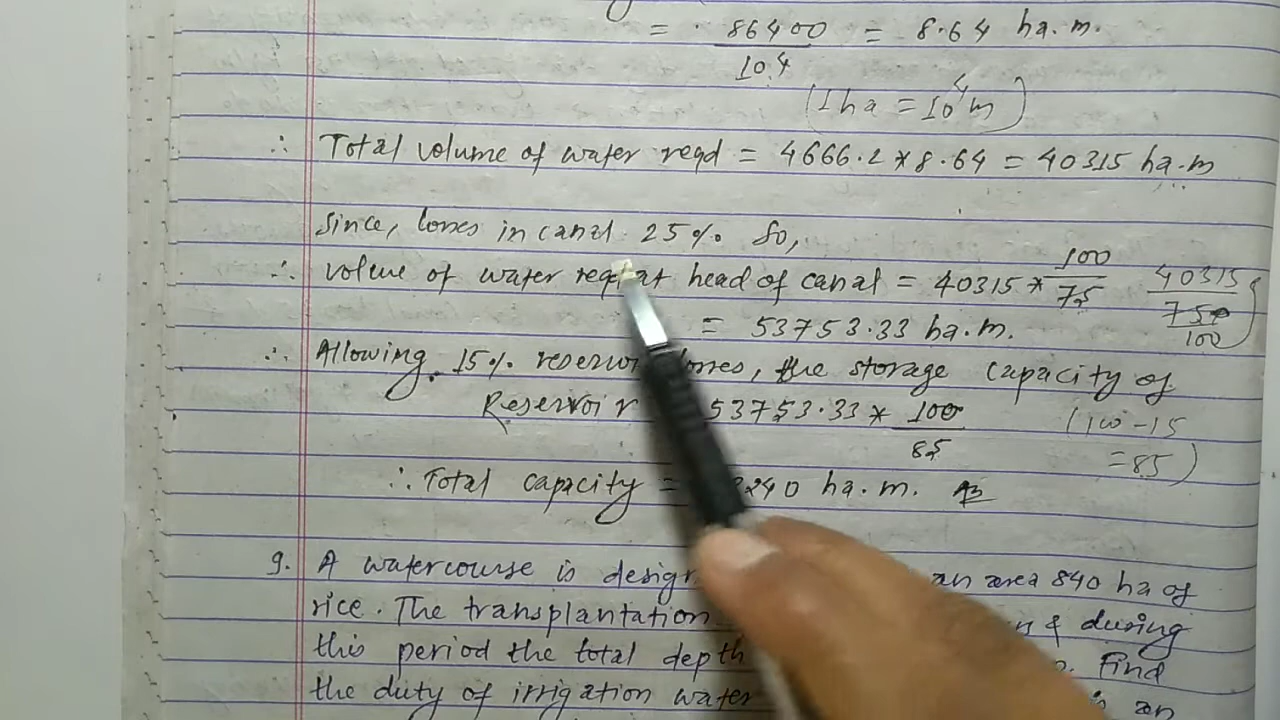 = 86400 / 10.4 = 8.64 ha.m.
(1 ha = 10^4 m)
∴ Total volume of water reqd = 4666.2 * 8.64 = 40315 ha.m
Since, losses in canal 25% So,
∴ volume of water reqd at head of canal = 40315 * 100/75 40315 / 75/100
= 53753.33 ha.m.
∴ Allowing 15% reservoir losses, the storage capacity of
Reservoir 53753.33 * 100/85 (100-15
=85)
∴ Total capacity = 240 ha.m.
9. A watercourse is an area 840 ha of
rice. The transplantation & during
this period the total depth Find
the duty of irrigation water an